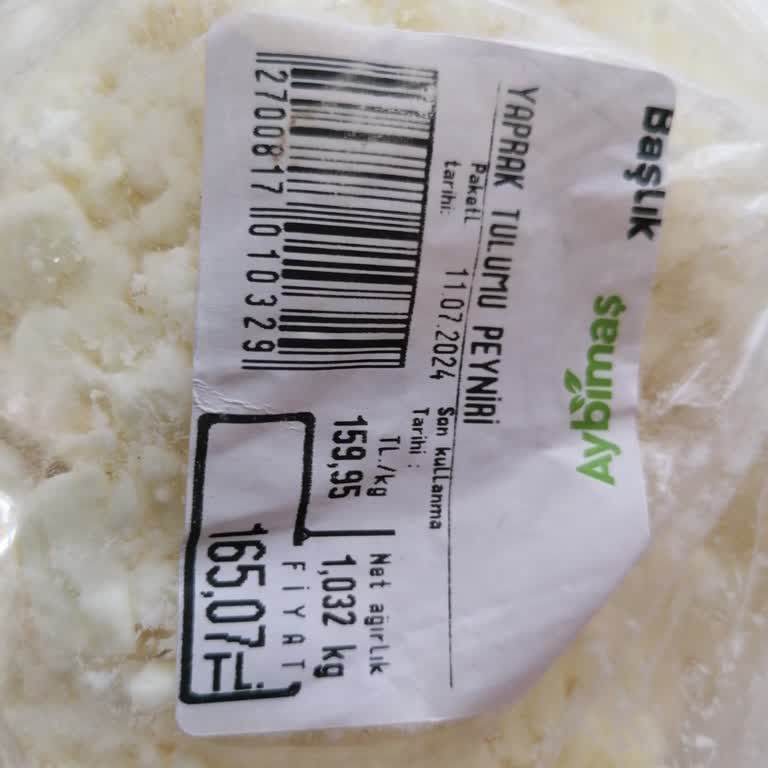 Başlık
Aybimaş
YAPRAK TULUMU PEYNİRİ
Paketl. tarihi: 11.07.2024 Son kullanma Tarihi :
2700817010329
TL./kg
159,95
Net ağırlık
1,032 kg
FİYAT
165,07TL